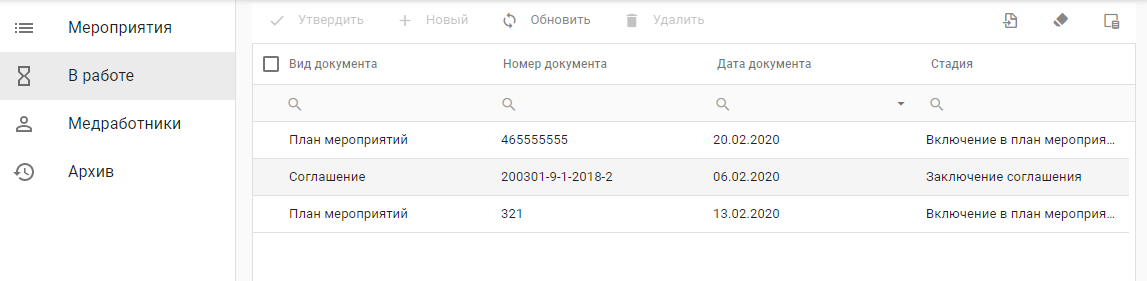 Мероприятия
В работе
Медработники
Архив
Утвердить Новый Обновить Удалить
Вид документа Номер документа Дата документа Стадия
План мероприятий 465555555 20.02.2020 Включение в план мероприя...
Соглашение 200301-9-1-2018-2 06.02.2020 Заключение соглашения
План мероприятий 321 13.02.2020 Включение в план мероприя...